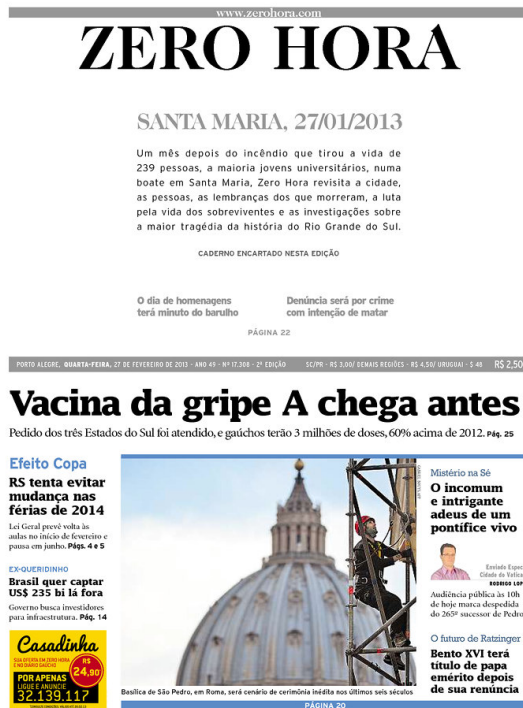 www.zerohora.com
ZERO HORA
SANTA MARIA, 27/01/2013
Um mês depois do incêndio que tirou a vida de
239 pessoas, a maioria jovens universitários, numa
boate em Santa Maria, Zero Hora revisita a cidade,
as pessoas, as lembranças dos que morreram, a luta
pela vida dos sobreviventes e as investigações sobre
a maior tragédia da história do Rio Grande do Sul.
CADERNO ENCARTADO NESTA EDIÇÃO
O dia de homenagens
terá minuto do barulho
Denúncia será por crime
com intenção de matar
PÁGINA 22
PORTO ALEGRE, QUARTA-FEIRA, 27 DE FEVEREIRO DE 2013 - ANO 49 - Nº 17.308 - 2ª EDIÇÃO SC/PR - R$ 3,00/ DEMAIS REGIÕES - R$ 4,50/ URUGUAI - $ 48 R$ 2,50
Vacina da gripe A chega antes
Pedido dos três Estados do Sul foi atendido, e gaúchos terão 3 milhões de doses, 60% acima de 2012. Pág. 25
Efeito Copa
RS tenta evitar
mudança nas
férias de 2014
Lei Geral prevê volta às
aulas no início de fevereiro e
pausa em junho. Págs. 4 e 5
EX-QUERIDINHO
Brasil quer captar
US$ 235 bi lá fora
Governo busca investidores
para infraestrutura. Pág. 14
Casadinha
SUA OFERTA EM ZERO HORA
E NO DIÁRIO GAÚCHO
POR APENAS
R$
24,90
LIGUE E ANUNCIE
32.139.117
Basílica de São Pedro, em Roma, será cenário de cerimônia inédita nos últimos seis séculos
PÁGINA 20
Mistério na Sé
O incomum
e intrigante
adeus de um
pontífice vivo
Enviado Espec
Cidade do Vatica
RODRIGO LOP
Audiência pública às 10h
de hoje marca despedida
do 265º sucessor de Pedro
O futuro de Ratzinger
Bento XVI terá
título de papa
emérito depois
de sua renúncia